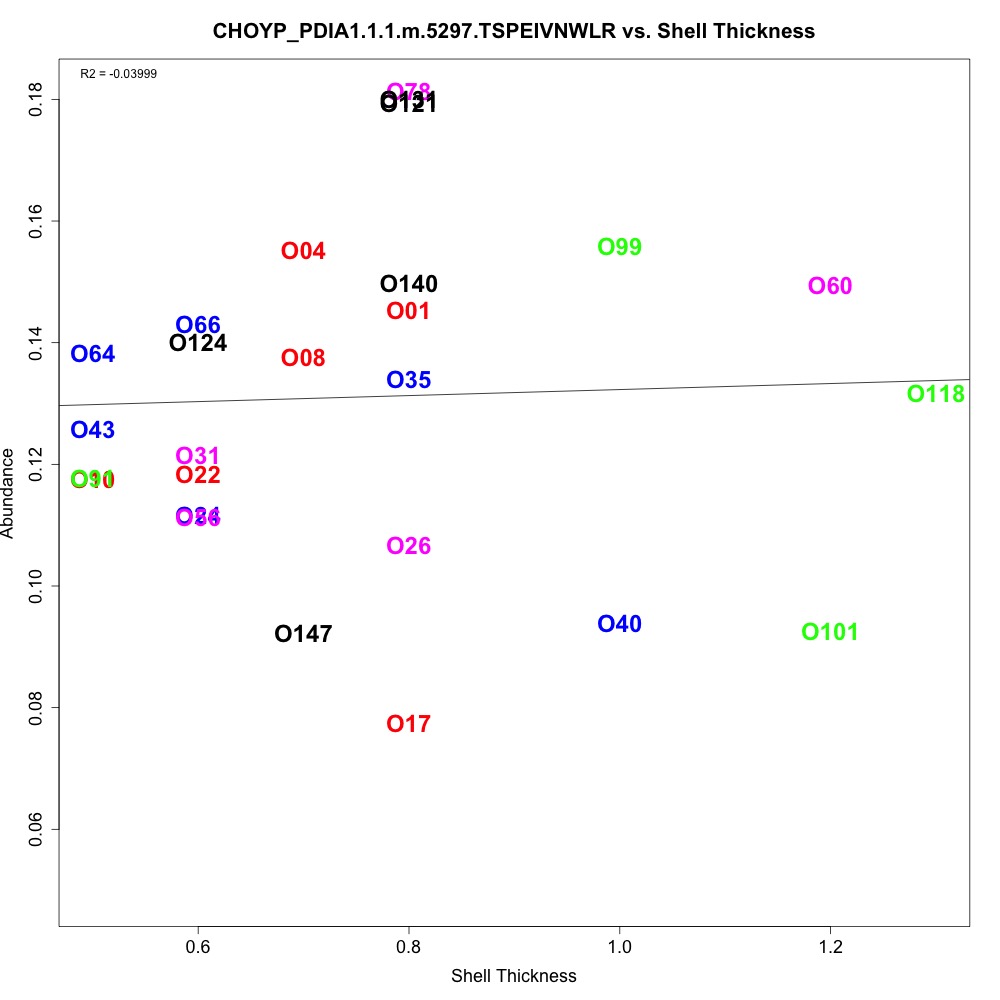 CHOYP_PDIA1.1.1.m.5297.TSPEIVNWLR vs. Shell Thickness
R2 = -0.03999
0.18
O78
O121
0.16
O04
O99
O140
O60
O01
0.14
O66
O124
O64
O08
O35
O118
O43
0.12
O31
O22
O91
O26
0.10
O147
O40
O101
0.08
O17
0.06
Abundance
0.6
0.8
1.0
1.2
Shell Thickness